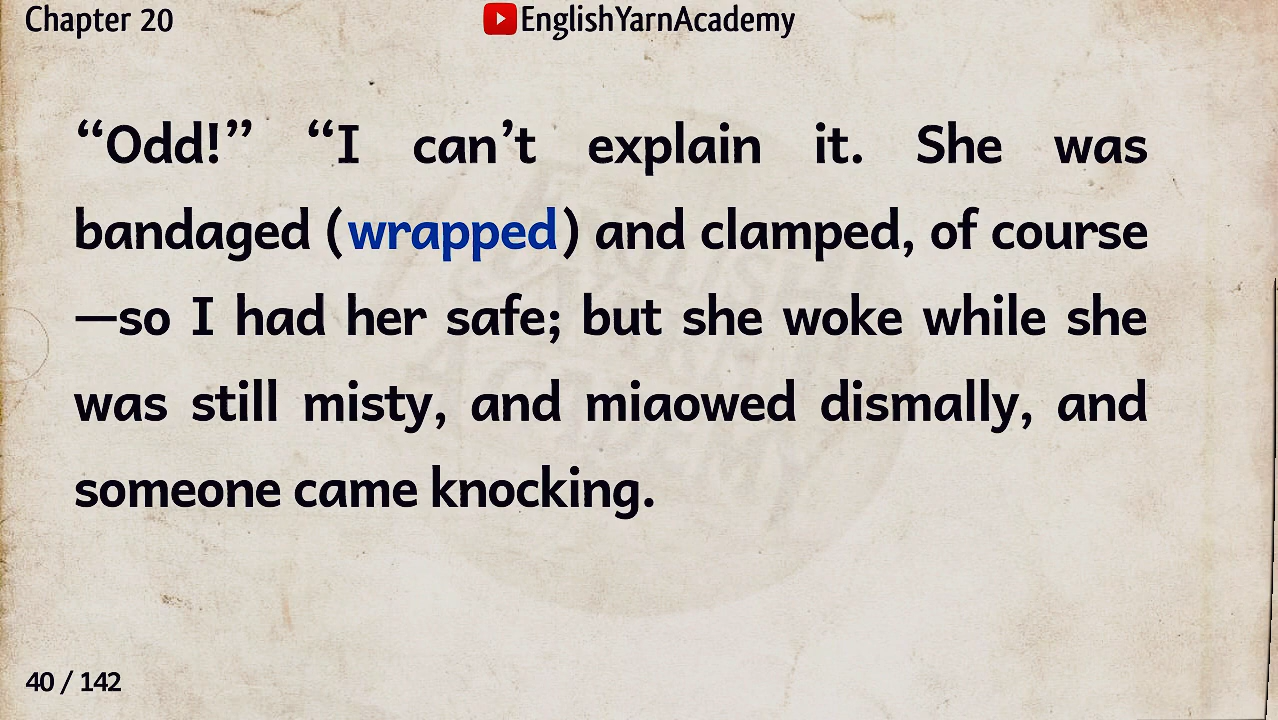 Chapter 20
EnglishYarnAcademy
“Odd!” “I can’t explain it. She was
bandaged (wrapped) and clamped, of course
—so I had her safe; but she woke while she
was still misty, and miaowed dismally, and
someone came knocking.
40 / 142